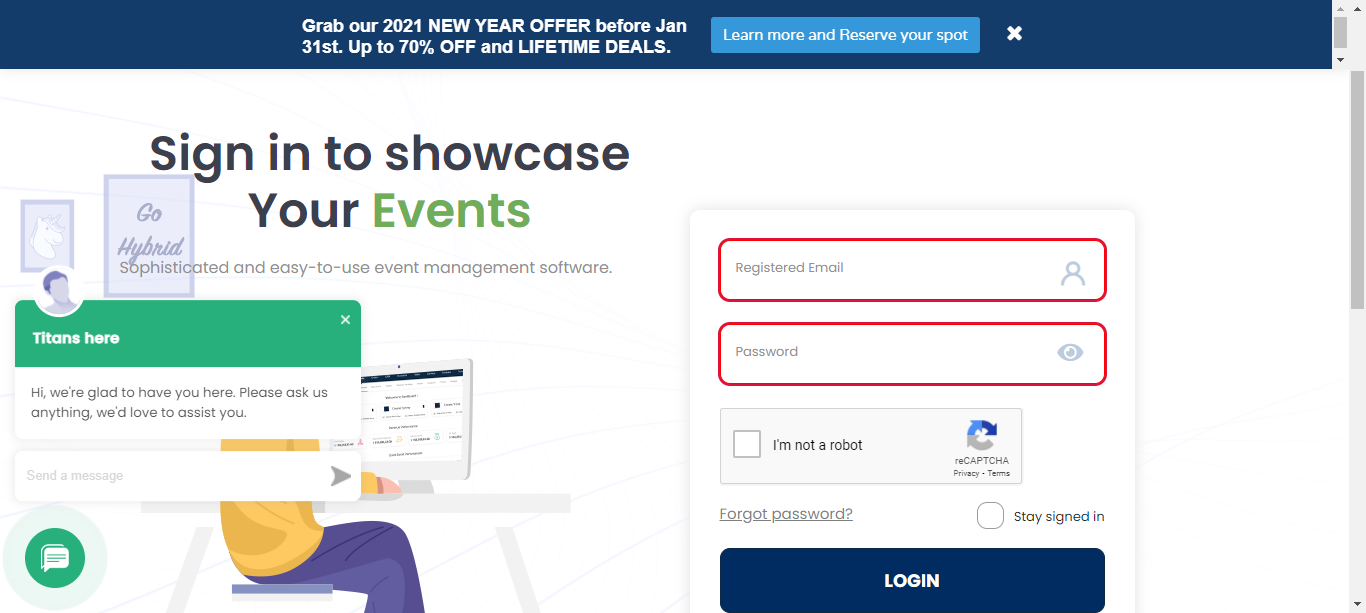 Grab our 2021 NEW YEAR OFFER before Jan
31st. Up to 70% OFF and LIFETIME DEALS.
Learn more and Reserve your spot
Sign in to showcase
Your Events
Go
Hybrid
Sophisticated and easy-to-use event management software.
Titans here
Hi, we're glad to have you here. Please ask us
anything, we'd love to assist you.
Send a message
Registered Email
Password
I'm not a robot
reCAPTCHA
Privacy - Terms
Forgot password?
Stay signed in
LOGIN